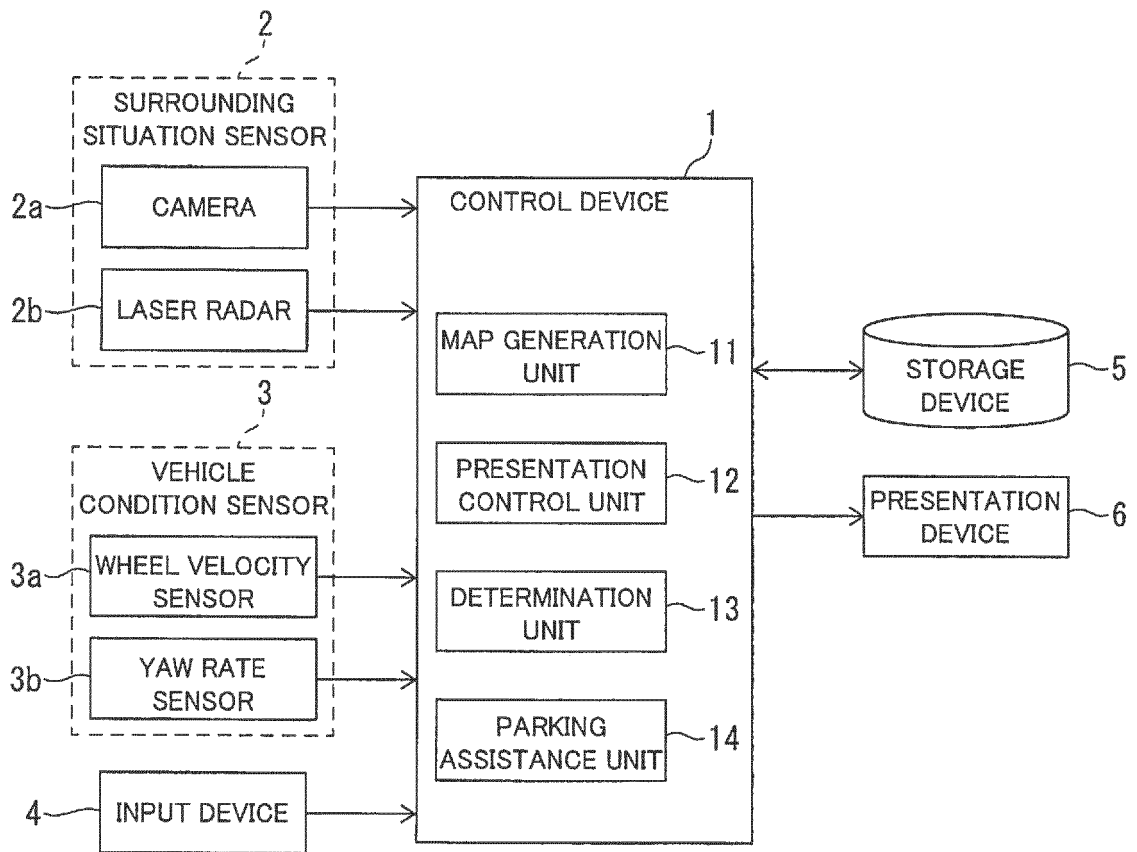 2
SURROUNDING
SITUATION SENSOR
2a
CAMERA
2b
LASER RADAR
3
VEHICLE
CONDITION SENSOR
3a
WHEEL VELOCITY
SENSOR
3b
YAW RATE
SENSOR
4
INPUT DEVICE
1
CONTROL DEVICE
MAP GENERATION
UNIT
11
PRESENTATION
CONTROL UNIT
12
DETERMINATION
UNIT
13
PARKING
ASSISTANCE UNIT
14
STORAGE
DEVICE
5
PRESENTATION
DEVICE
6